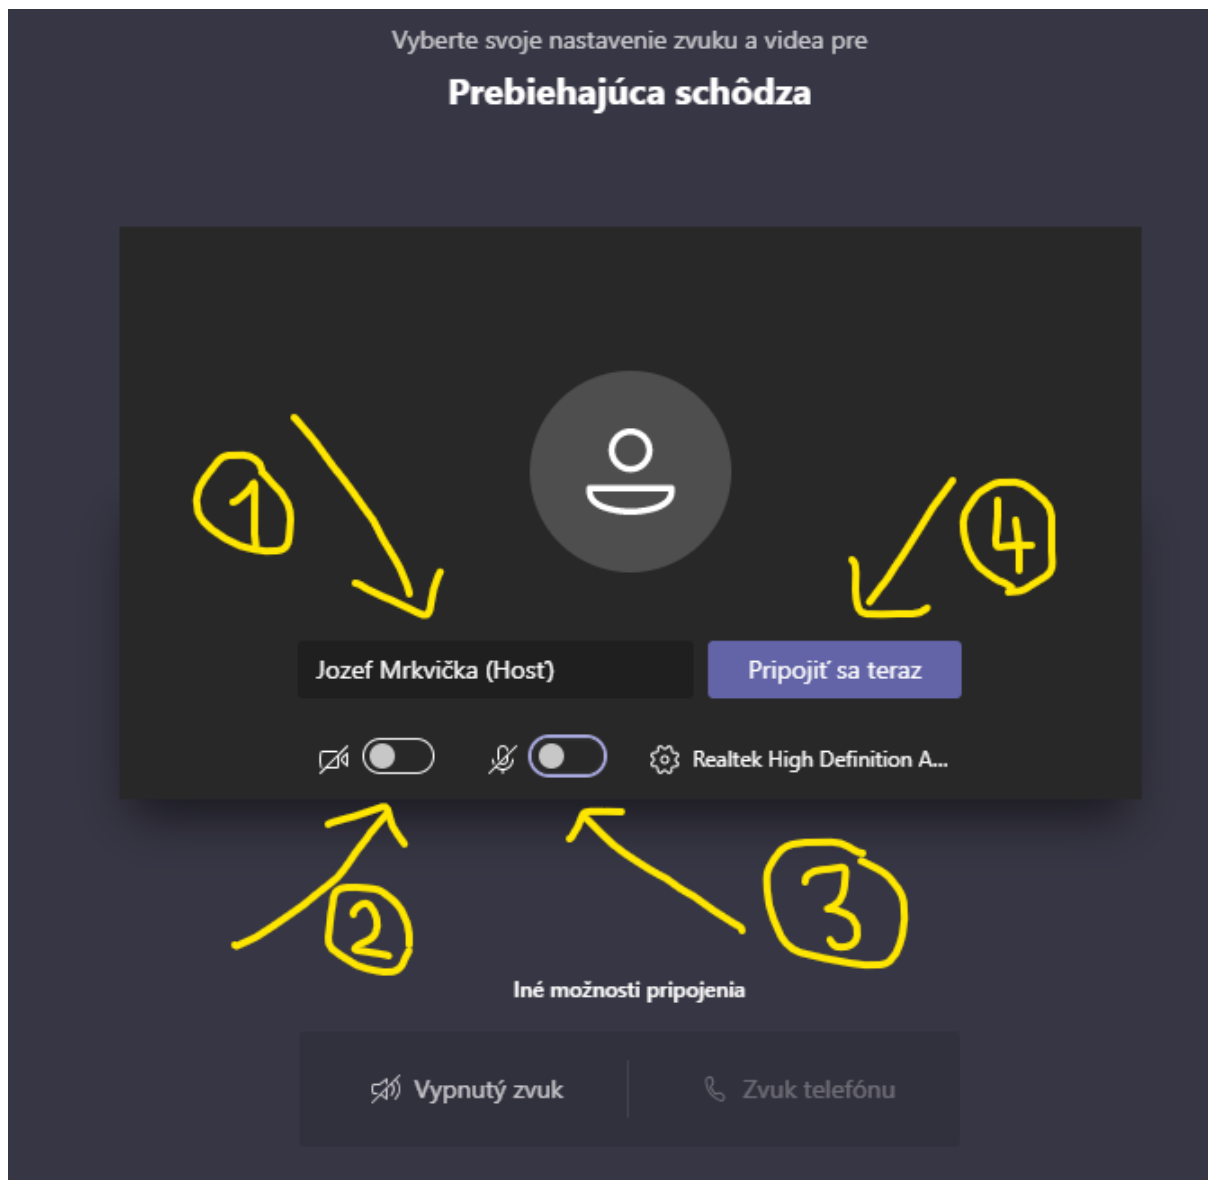 Vyberte svoje nastavenie zvuku a videa pre
Prebiehajúca schôdza
1
4
Jozef Mrkvička (Hosť)
Pripojiť sa teraz
Realtek High Definition A...
2
3
Iné možnosti pripojenia
Vypnutý zvuk
Zvuk telefónu